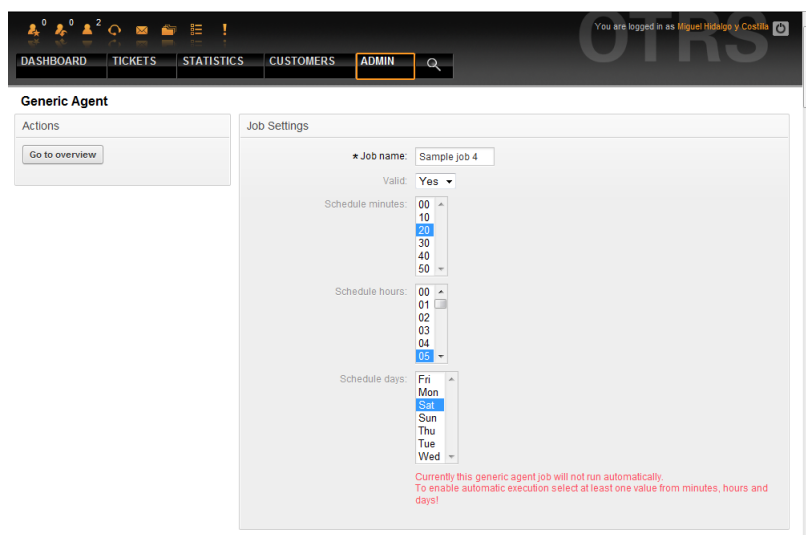 0 0 2
You are logged in as Miguel Hidalgo y Costilla
OTRS
DASHBOARD TICKETS STATISTICS CUSTOMERS ADMIN
Generic Agent
Actions
Go to overview
Job Settings
★ Job name: Sample job 4
Valid: Yes
Schedule minutes: 00
10
20
30
40
50
Schedule hours: 00
01
02
03
04
05
Schedule days: Fri
Mon
Sat
Sun
Thu
Tue
Wed
Currently this generic agent job will not run automatically.
To enable automatic execution select at least one value from minutes, hours and
days!